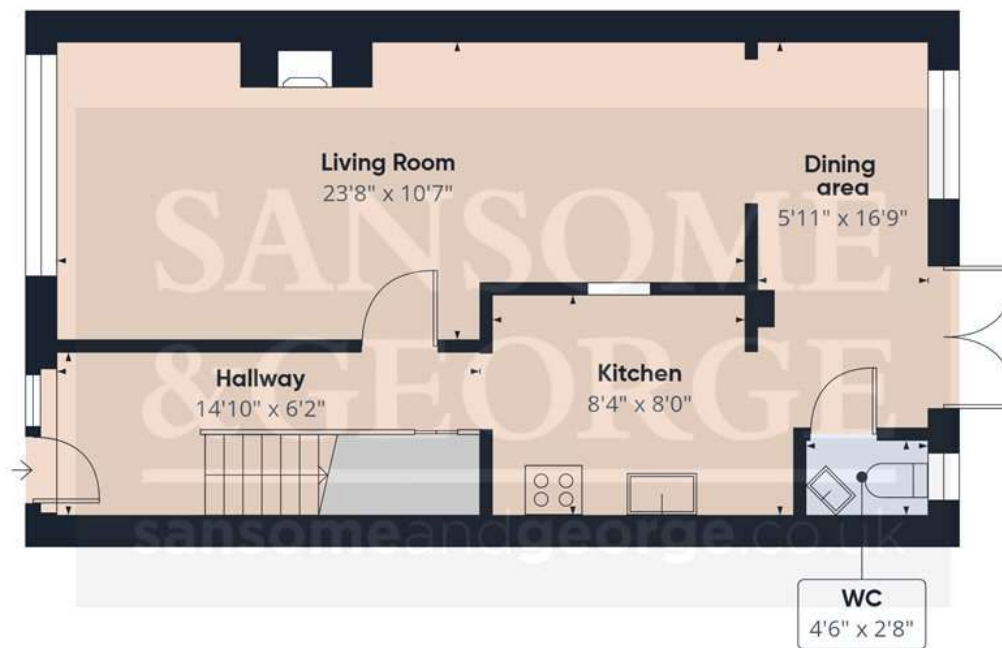 Living Room
23'8" x 10'7"
Dining
area
5'11" x 16'9"
SANSOME
&GEORGE
Hallway
14'10" x 6'2"
Kitchen
8'4" x 8'0"
sansomeandgeorge.co.uk
WC
4'6" x 2'8"